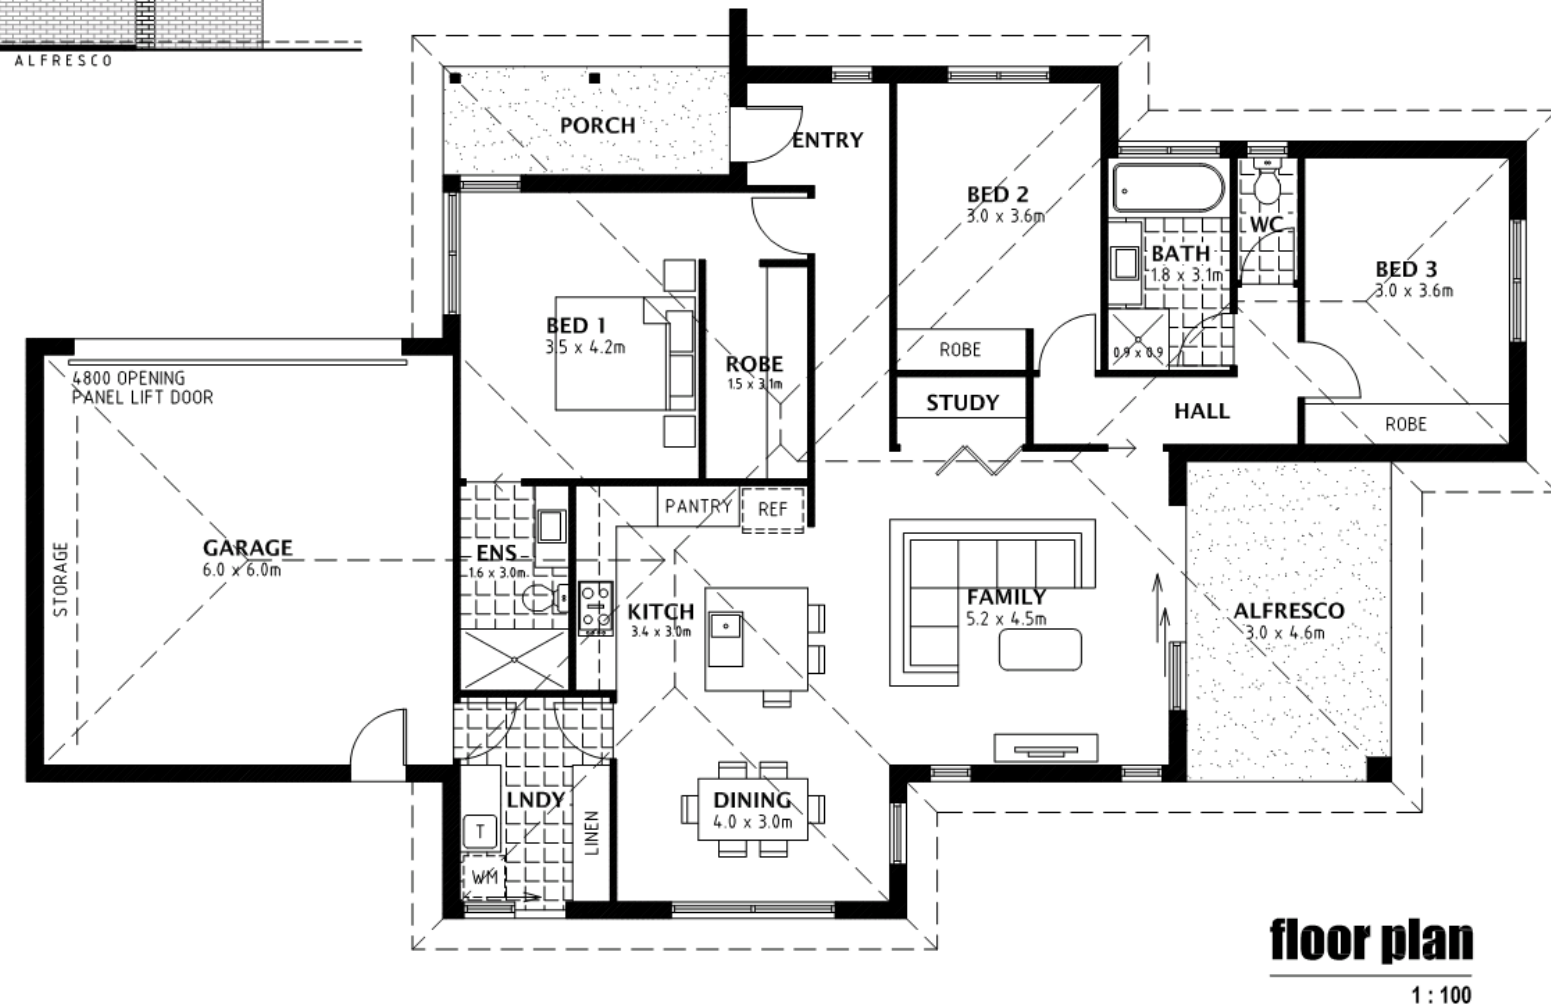 ALFRESCO
PORCH
ENTRY
BED 2
3.0 x 3.6m
BATH
1.8 x 3.1m
WC
BED 3
3.0 x 3.6m
BED 1
3.5 x 4.2m
ROBE
1.5 x 3.1m
ROBE
0.9 x 0.9
4800 OPENING
PANEL LIFT DOOR
STUDY
HALL
ROBE
PANTRY
REF
GARAGE
6.0 x 6.0m
STORAGE
ENS
1.6 x 3.0m
KITCH
3.4 x 3.0m
FAMILY
5.2 x 4.5m
ALFRESCO
3.0 x 4.6m
LNDY
LINEN
T
WM
DINING
4.0 x 3.0m
floor plan
1 : 100